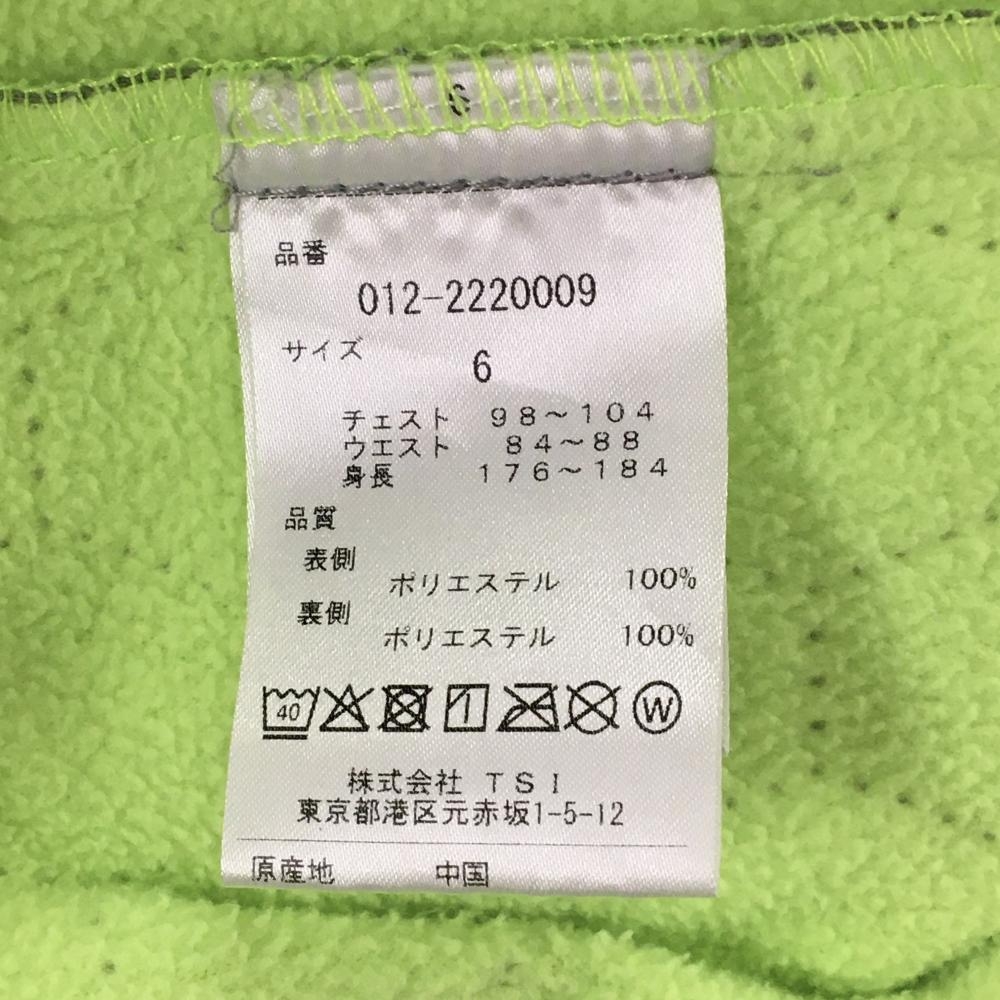 6
品番
012-2220009
サイズ
6
チェスト 98～104
ウエスト 84～88
身長 176～184
品質
表側
ポリエステル 100%
裏側
ポリエステル 100%
40 W
株式会社 TSI
東京都港区元赤坂1-5-12
原産地 中国